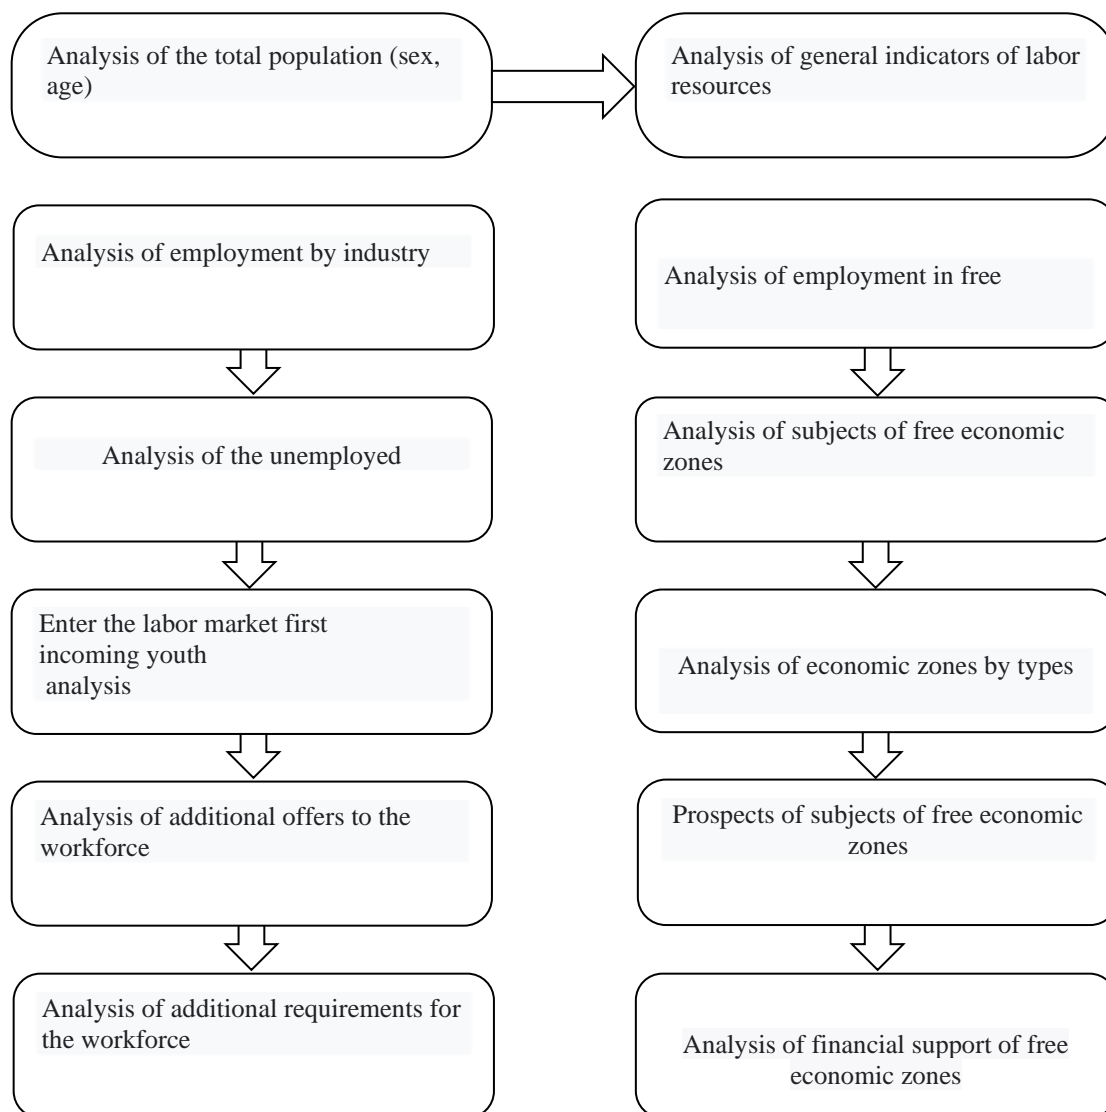 Analysis of the total population (sex,
age)
Analysis of general indicators of labor
resources
Analysis of employment by industry
Analysis of employment in free
Analysis of the unemployed
Analysis of subjects of free economic
zones
Enter the labor market first
incoming youth
analysis
Analysis of economic zones by types
Analysis of additional offers to the
workforce
Prospects of subjects of free economic
zones
Analysis of additional requirements for
the workforce
Analysis of financial support of free
economic zones